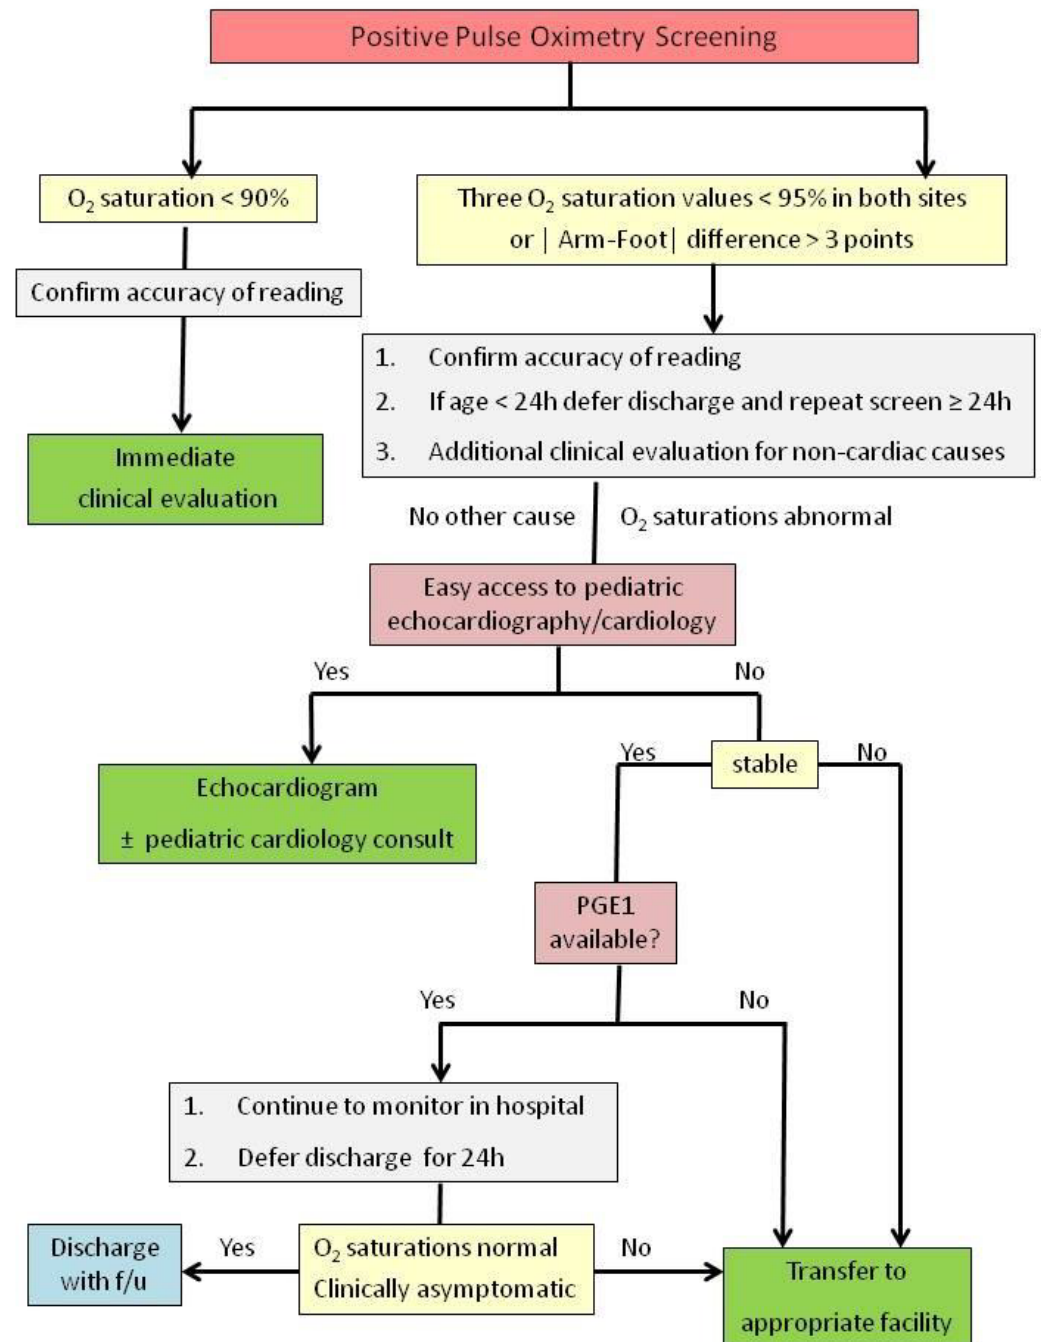 Positive Pulse Oximetry Screening
O₂ saturation < 90%
Three O₂ saturation values < 95% in both sites
or | Arm-Foot| difference > 3 points
Confirm accuracy of reading
1. Confirm accuracy of reading
2. If age < 24h defer discharge and repeat screen ≥ 24h
3. Additional clinical evaluation for non-cardiac causes
Immediate
clinical evaluation
No other cause
O₂ saturations abnormal
Easy access to pediatric
echocardiography/cardiology
Yes
No
stable
Yes
No
Echocardiogram
± pediatric cardiology consult
PGE1
available?
Yes
No
1. Continue to monitor in hospital
2. Defer discharge for 24h
Discharge
with f/u
Yes
O₂ saturations normal
Clinically asymptomatic
No
Transfer to
appropriate facility